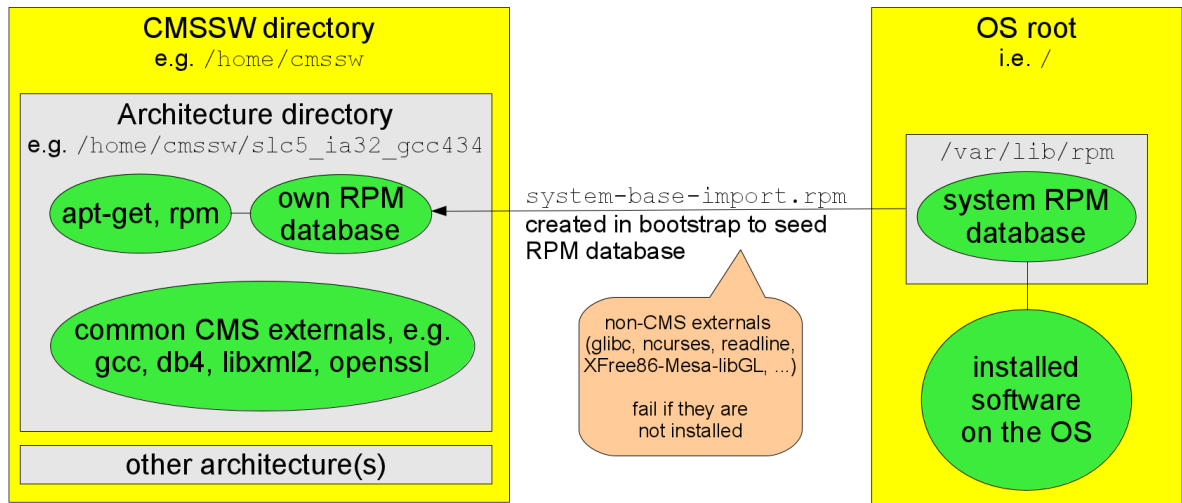 CMSSW directory
e.g. /home/cmssw
Architecture directory
e.g. /home/cmssw/slc5_ia32_gcc434
apt-get, rpm
own RPM
database
common CMS externals, e.g.
gcc, db4, libxml2, openssl
other architecture(s)
system-base-import.rpm
created in bootstrap to seed
RPM database
non-CMS externals
(glibc, ncurses, readline,
XFree86-Mesa-libGL, ...)
fail if they are
not installed
OS root
i.e. /
/var/lib/rpm
system RPM
database
installed
software
on the OS